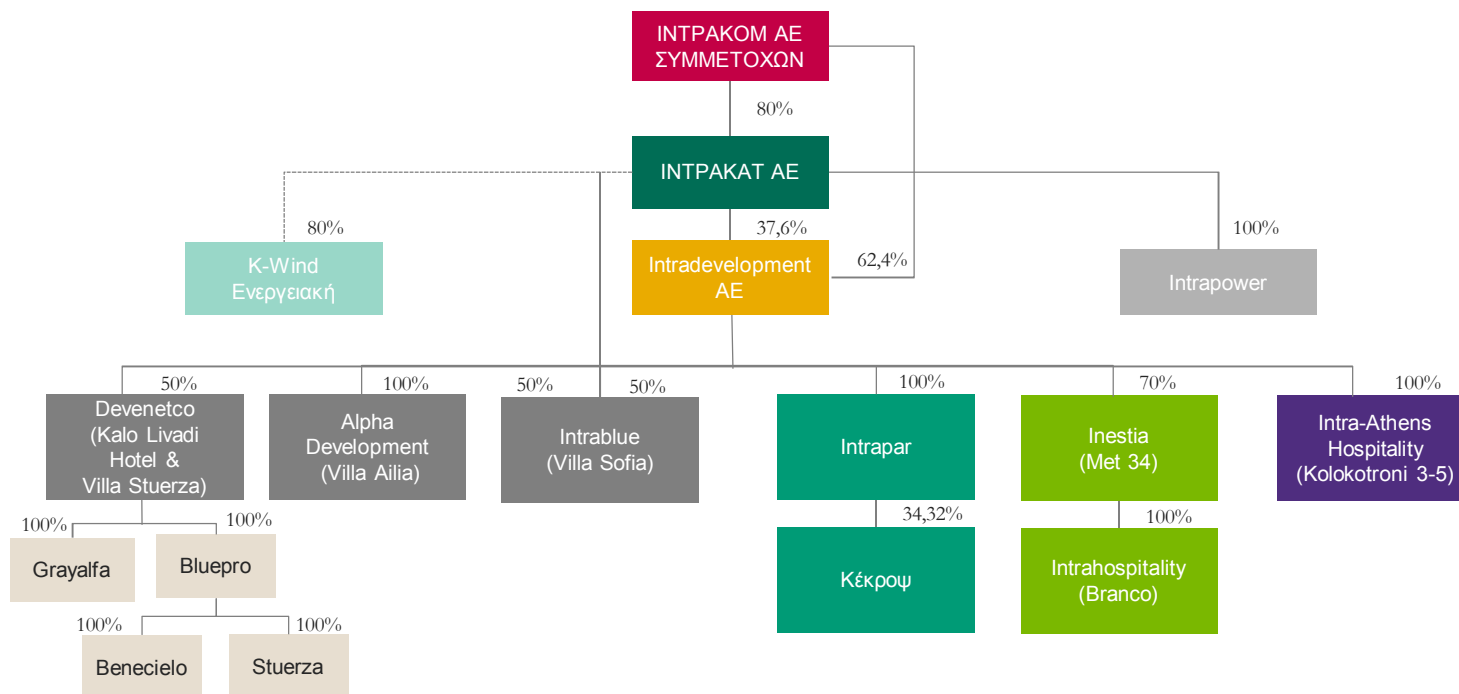 ΙΝΤΡΑΚΟΜ ΑΕ
ΣΥΜΜΕΤΟΧΩΝ
80%
ΙΝΤΡΑΚΑΤ ΑΕ
80%
37,6%
100%
K-Wind
Ενεργειακή
Intradevelopment
ΑΕ
62,4%
Intrapower
50%
100%
50%
50%
100%
70%
100%
Devenetco
(Kalo Livadi
Hotel &
Villa Stuerza)
Alpha
Development
(Villa Ailia)
Intrablue
(Villa Sofia)
Intrapar
Inestia
(Met 34)
Intra-Athens
Hospitality
(Kolokotroni 3-5)
100%
100%
34,32%
100%
Grayalfa
Bluepro
Κέκροψ
Intrahospitality
(Branco)
100%
100%
Benecielo
Stuerza